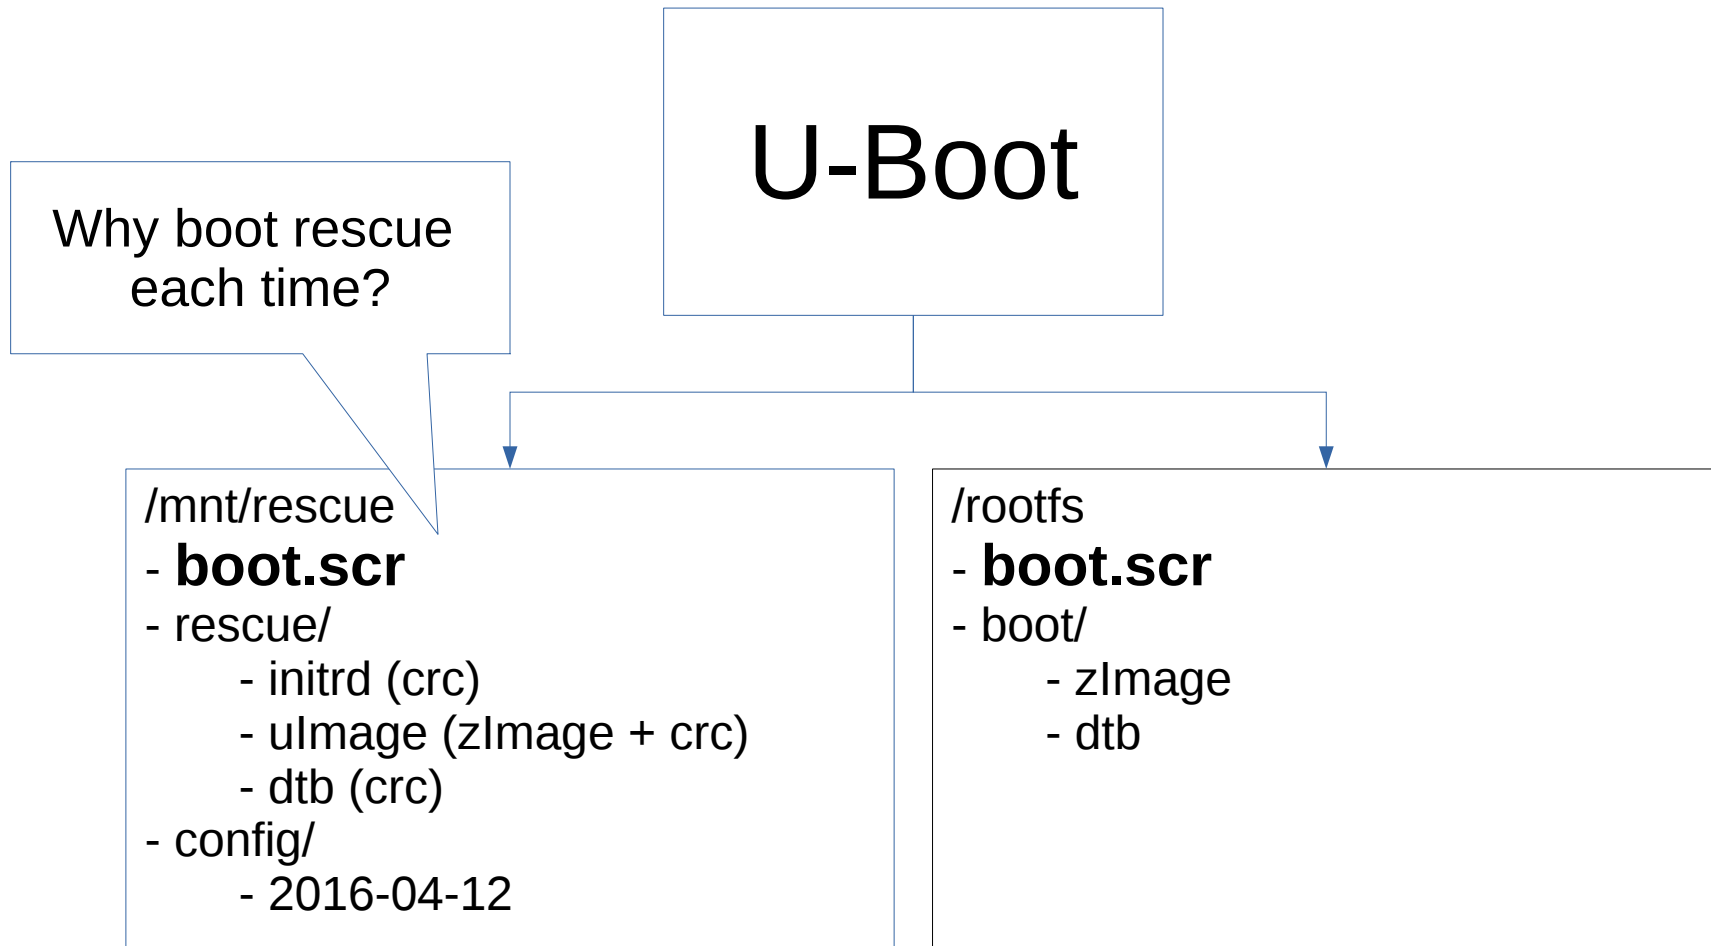 U-Boot
Why boot rescue
each time?
/mnt/rescue
- boot.scr
- rescue/
- initrd (crc)
- uImage (zImage + crc)
- dtb (crc)
- config/
- 2016-04-12
/rootfs
- boot.scr
- boot/
- zImage
- dtb